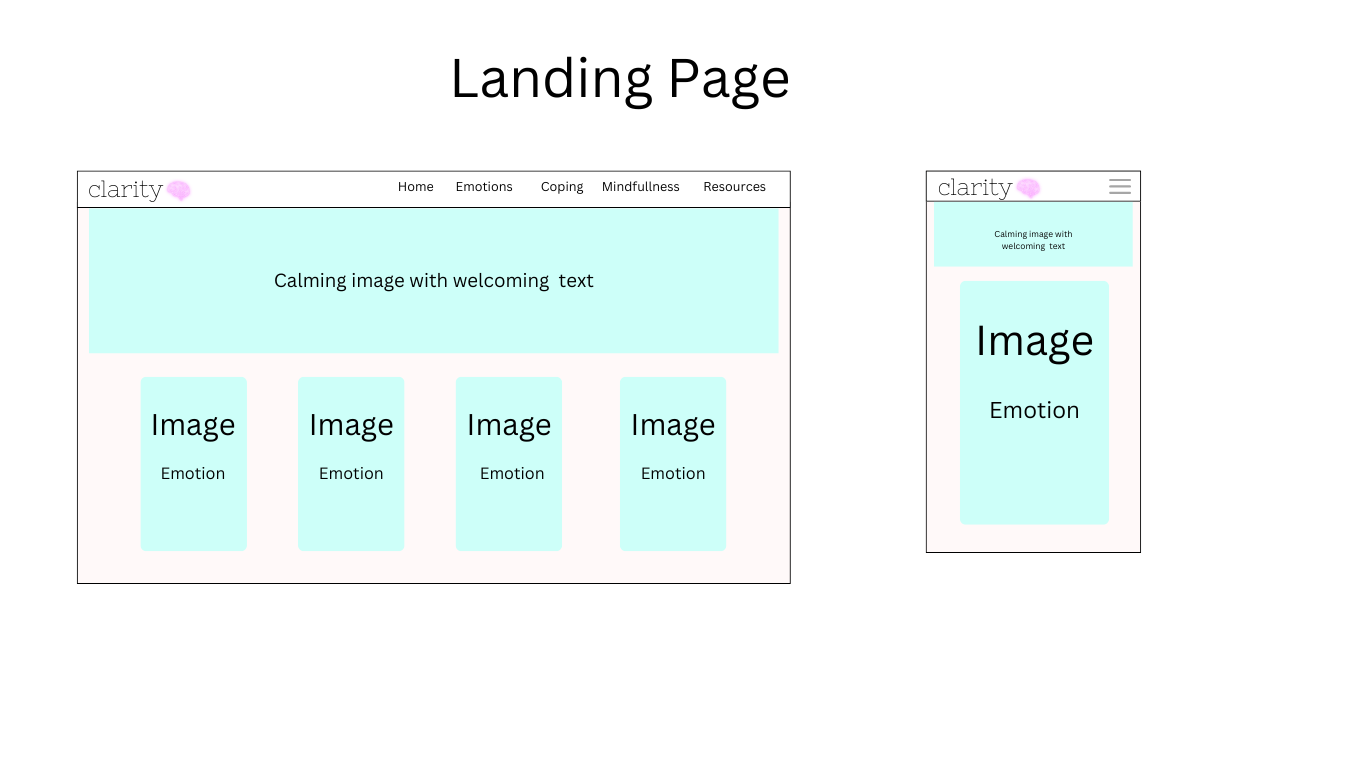 Landing Page
clarity
Home Emotions Coping Mindfullness Resources
Calming image with welcoming text
Image Image Image Image
Emotion Emotion Emotion Emotion
clarity
Calming image with
welcoming text
Image
Emotion